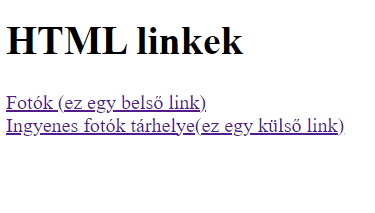 HTML linkek
Fotók (ez egy belső link)
Ingyenes fotók tárhelye(ez egy külső link)